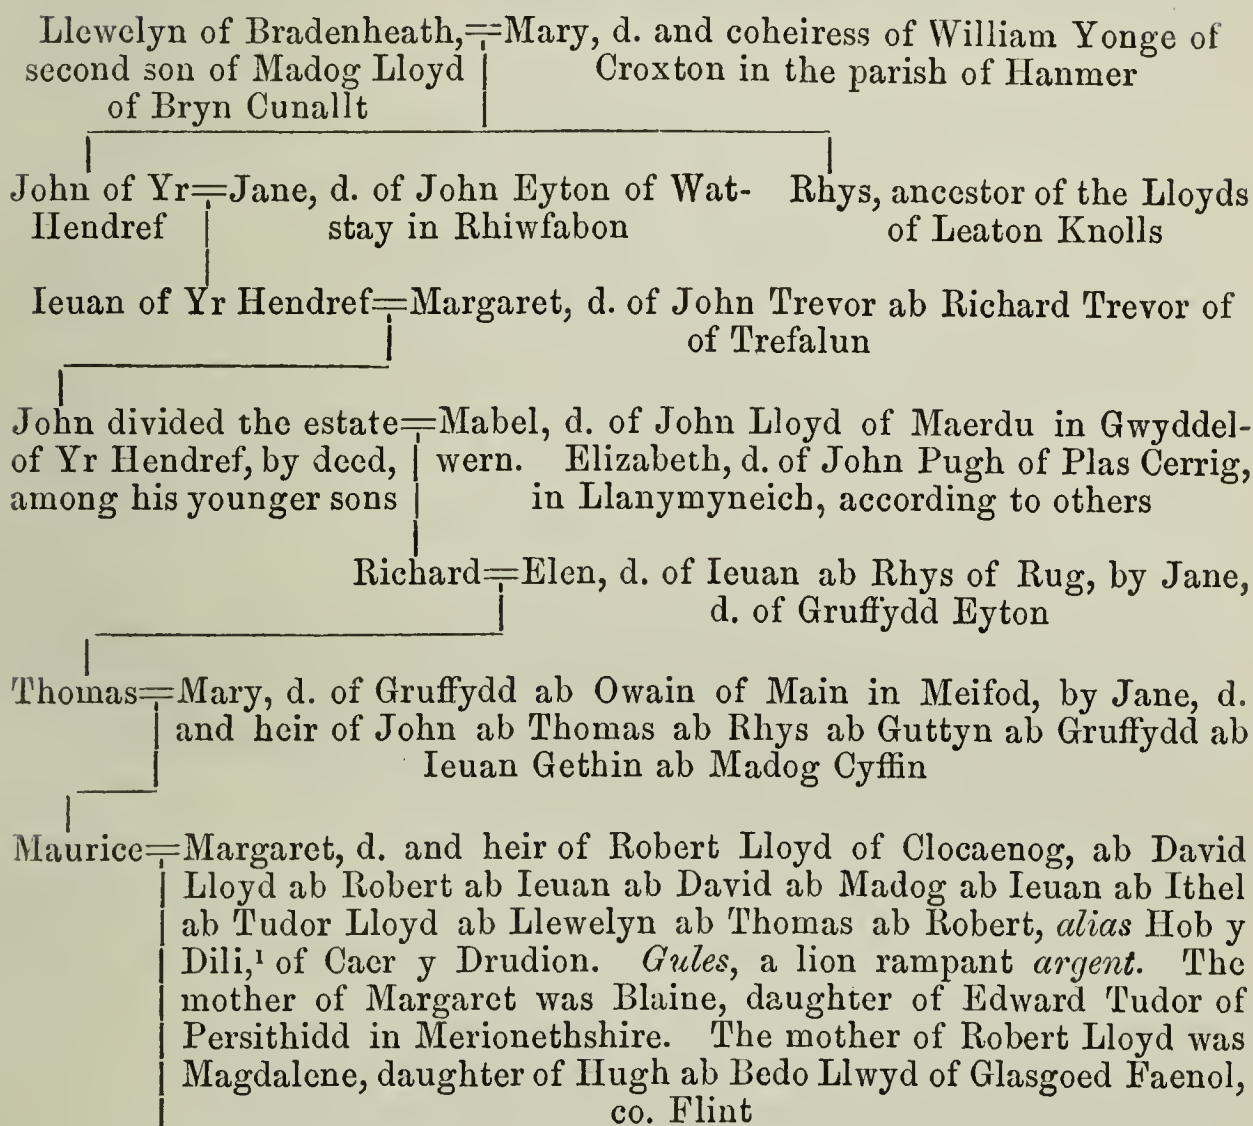 Llewelyn of Bradenheath,=Mary, d. and coheiress of William Yonge of
second son of Madog Lloyd Croxton in the parish of Hanmer
of Bryn Cunallt
John of Yr=Jane, d. of John Eyton of Wat- Rhys, ancestor of the Lloyds
Hendref stay in Rhiwfabon of Leaton Knolls
Ieuan of Yr Hendref=Margaret, d. of John Trevor ab Richard Trevor of
of Trefalun
John divided the estate=Mabel, d. of John Lloyd of Maerdu in Gwyddel-
of Yr Hendref, by deed, wern. Elizabeth, d. of John Pugh of Plas Cerrig,
among his younger sons in Llanymyneich, according to others
Richard=Elen, d. of Ieuan ab Rhys of Rug, by Jane,
d. of Gruffydd Eyton
Thomas=Mary, d. of Gruffydd ab Owain of Main in Meifod, by Jane, d.
and heir of John ab Thomas ab Rhys ab Guttyn ab Gruffydd ab
Ieuan Gethin ab Madog Cyffin
Maurice=Margaret, d. and heir of Robert Lloyd of Clocaenog, ab David
Lloyd ab Robert ab Ieuan ab David ab Madog ab Ieuan ab Ithel
ab Tudor Lloyd ab Llewelyn ab Thomas ab Robert, alias Hob y
Dili,¹ of Caer y Drudion. Gules, a lion rampant argent. The
mother of Margaret was Blaine, daughter of Edward Tudor of
Persithidd in Merionethshire. The mother of Robert Lloyd was
Magdalene, daughter of Hugh ab Bedo Llwyd of Glasgoed Faenol,
co. Flint